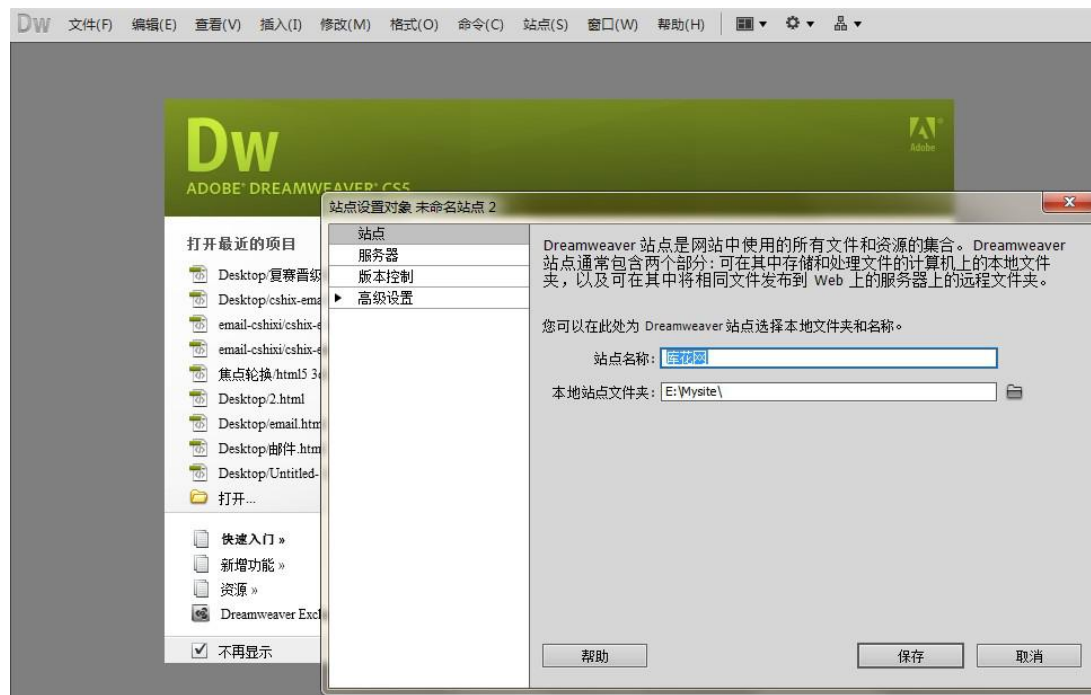 Dw 文件(F) 编辑(E) 查看(V) 插入(I) 修改(M) 格式(O) 命令(C) 站点(S) 窗口(W) 帮助(H)
Dw
ADOBE® DREAMWEAVER® CS5
Adobe
打开最近的项目
Desktop/复赛晋级
Desktop/cshix-ema
email-cshixi/cshix-e
email-cshixi/cshix-e
焦点轮换/html5 3d
Desktop/2.html
Desktop/email.htm
Desktop/邮件.htm
Desktop/Untitled-
打开...
快速入门 »
新增功能 »
资源 »
Dreamweaver Excl
不再显示
站点设置对象 未命名站点 2
站点
服务器
版本控制
高级设置
Dreamweaver 站点是网站中使用的所有文件和资源的集合。Dreamweaver
站点通常包含两个部分:可在其中存储和处理文件的计算机上的本地文件
夹,以及可在其中将相同文件发布到 Web 上的服务器上的远程文件夹。
您可以在此处为 Dreamweaver 站点选择本地文件夹和名称。
站点名称: 库花网
本地站点文件夹: E:\Mysite\
帮助 保存 取消